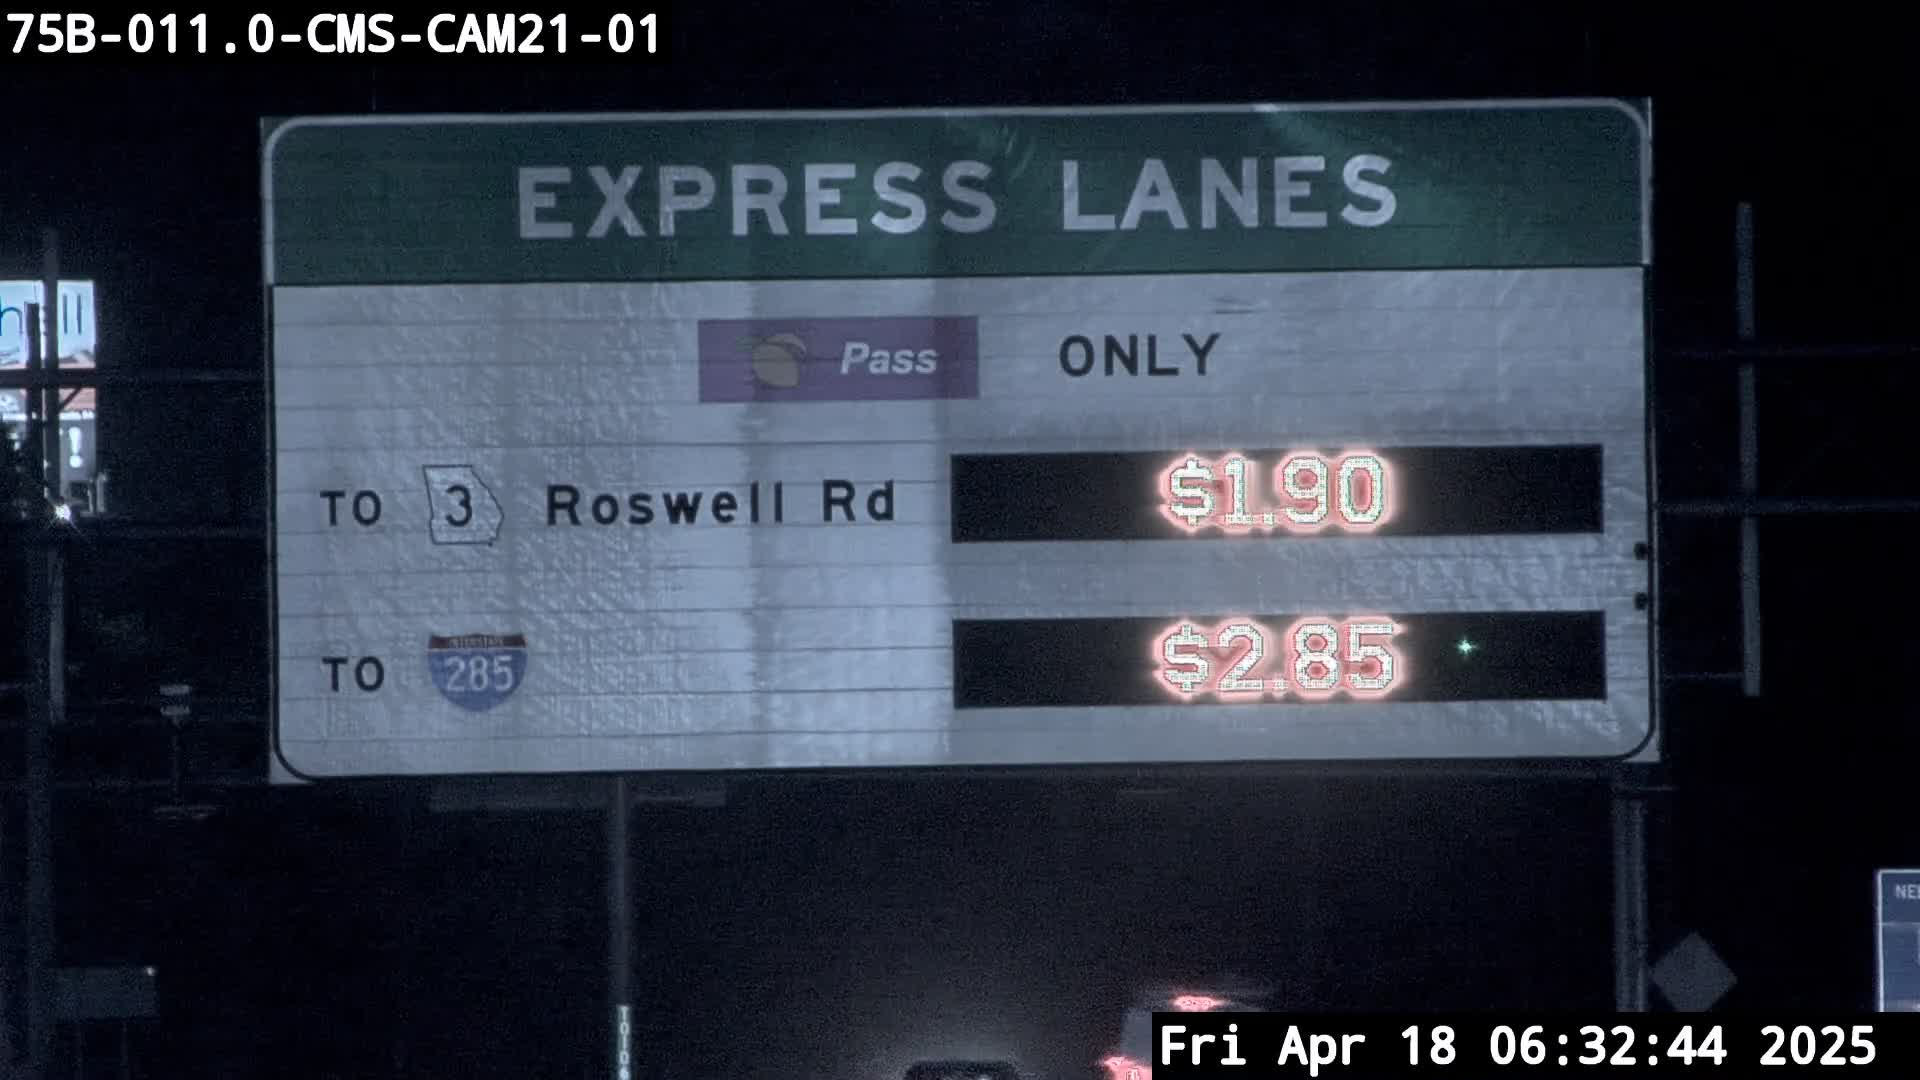 75B-011.0-CMS-CAM21-01
EXPRESS LANES
Pass ONLY
TO 3 Roswell Rd $1.90
TO INTERSTATE 285 $2.85
Fri Apr 18 06:32:44 2025